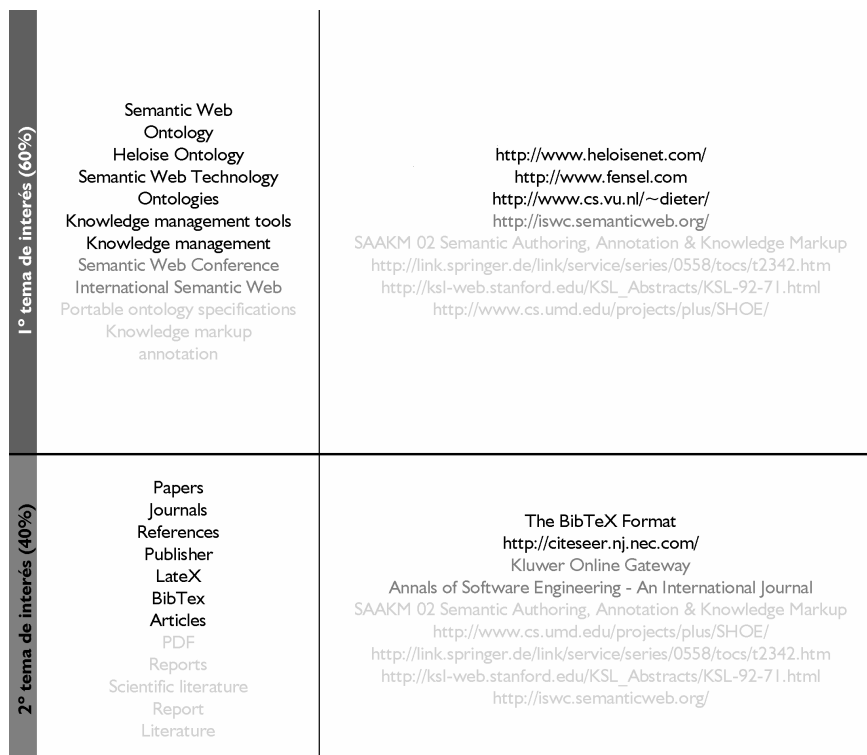 1º tema de interés (60%)
Semantic Web
Ontology
Heloise Ontology
Semantic Web Technology
Ontologies
Knowledge management tools
Knowledge management
Semantic Web Conference
International Semantic Web
Portable ontology specifications
Knowledge markup
annotation
http://www.heloisenet.com/
http://www.fensel.com
http://www.cs.vu.nl/~dieter/
http://iswc.semanticweb.org/
SAAKM 02 Semantic Authoring, Annotation & Knowledge Markup
http://link.springer.de/link/service/series/0558/tocs/t2342.htm
http://ksl-web.stanford.edu/KSL_Abstracts/KSL-92-71.html
http://www.cs.umd.edu/projects/plus/SHOE/
2º tema de interés (40%)
Papers
Journals
References
Publisher
LateX
BibTex
Articles
PDF
Reports
Scientific literature
Report
Literature
The BibTeX Format
http://citeseer.nj.nec.com/
Kluwer Online Gateway
Annals of Software Engineering - An International Journal
SAAKM 02 Semantic Authoring, Annotation & Knowledge Markup
http://www.cs.umd.edu/projects/plus/SHOE/
http://link.springer.de/link/service/series/0558/tocs/t2342.htm
http://ksl-web.stanford.edu/KSL_Abstracts/KSL-92-71.html
http://iswc.semanticweb.org/